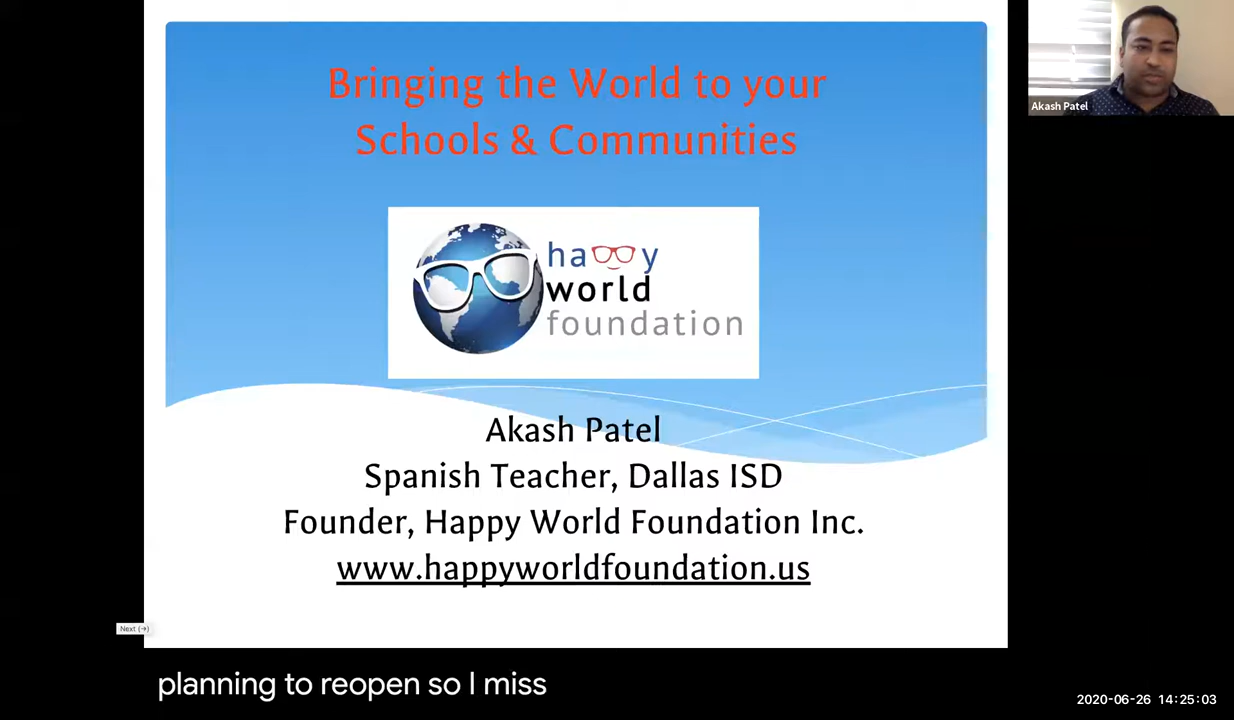 Bringing the World to your
Schools & Communities
happy
world
foundation
Akash Patel
Spanish Teacher, Dallas ISD
Founder, Happy World Foundation Inc.
www.happyworldfoundation.us
Akash Patel
Next (→)
planning to reopen so I miss
2020-06-26 14:25:03